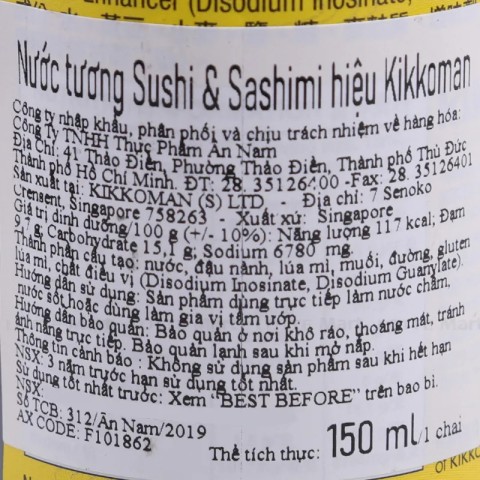 Enhancer (Disodium Inosinate,
Nước tương Sushi & Sashimi hiệu Kikkoman
Công ty nhập khẩu, phân phối và chịu trách nhiệm về hàng hóa:
Công Ty TNHH Thực Phẩm Ân Nam
Địa Chỉ: 41 Thảo Điền, Phường Thảo Điền, Thành phố Thủ Đức
Thành phố Hồ Chí Minh. ĐT: 28. 35126400 -Fax: 28. 35126401
Sản xuất tại: KIKKOMAN (S) LTD, - Địa chỉ: 7 Senoko
Crensent, Singapore 758263 - Xuất xứ: Singapore
Giá trị dinh dưỡng/100 g (+/- 10%): Năng lượng 117 kcal; Đạm
9,7 g; Carbohydrate 15,1 g; Sodium 6780 mg.
Thành phần cấu tạo: nước, đậu nành, lúa mì, muối, đường, gluten
lúa mì, chất điều vị (Disodium Inosinate, Disodium Guanylate).
Hướng dẫn sử dụng: Sản phẩm dùng trực tiếp làm nước chấm,
nước sốt hoặc dùng làm gia vị tẩm ướp.
Hướng dẫn bảo quản: Bảo quản ở nơi khô ráo, thoáng mát, tránh
ánh nắng trực tiếp. Bảo quản lạnh sau khi mở nắp.
Thông tin cảnh báo : Không sử dụng sản phẩm sau khi hết hạn
NSX: 3 năm trước hạn sử dụng tốt nhất.
Sử dụng tốt nhất trước: Xem "BEST BEFORE" trên bao bì.
NSX:
Số TCB: 312/Ân Nam/2019
AX CODE: F101862
Thể tích thực: 150 ml/1 chai
OF KIKKO